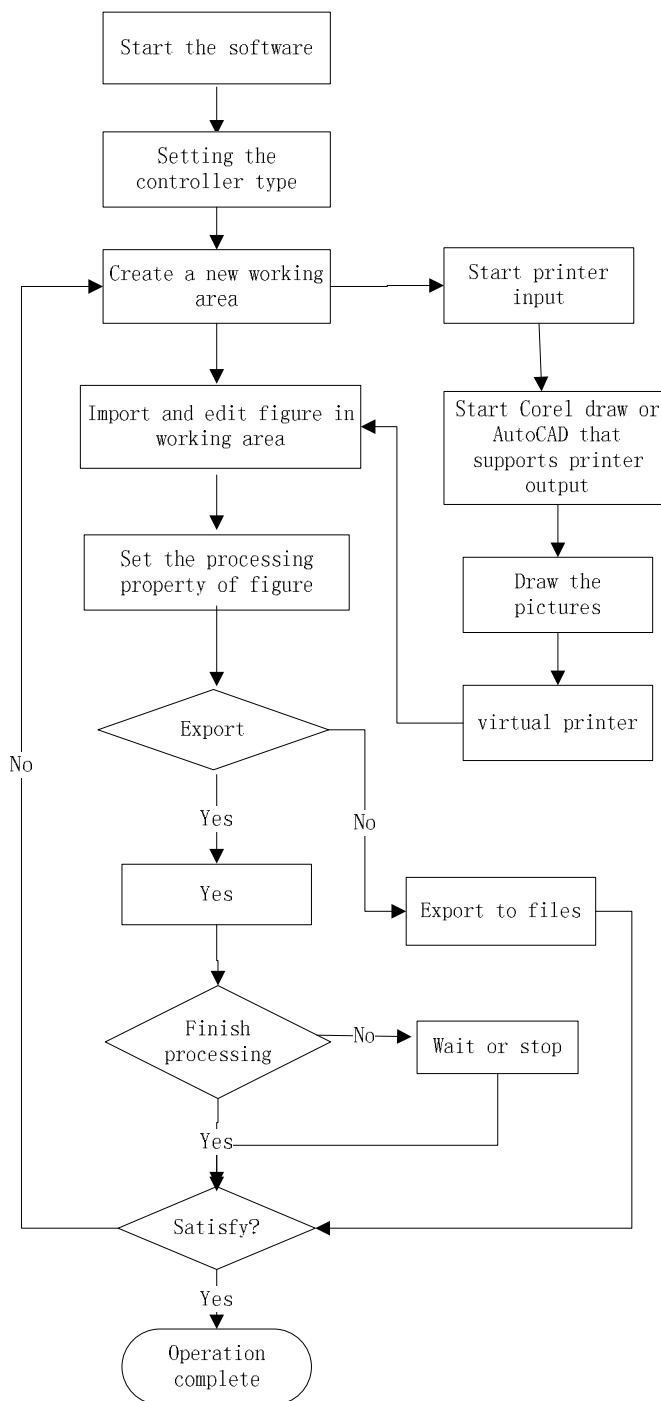 Start the software
Setting the
controller type
Create a new working
area
Start printer
input
Import and edit figure in
working area
Start Corel draw or
AutoCAD that
supports printer
output
Set the processing
property of figure
Draw the
pictures
virtual printer
Export
No
Yes
No
Yes
Export to files
Finish
processing
No
Wait or stop
Yes
Satisfy?
Yes
Operation
complete